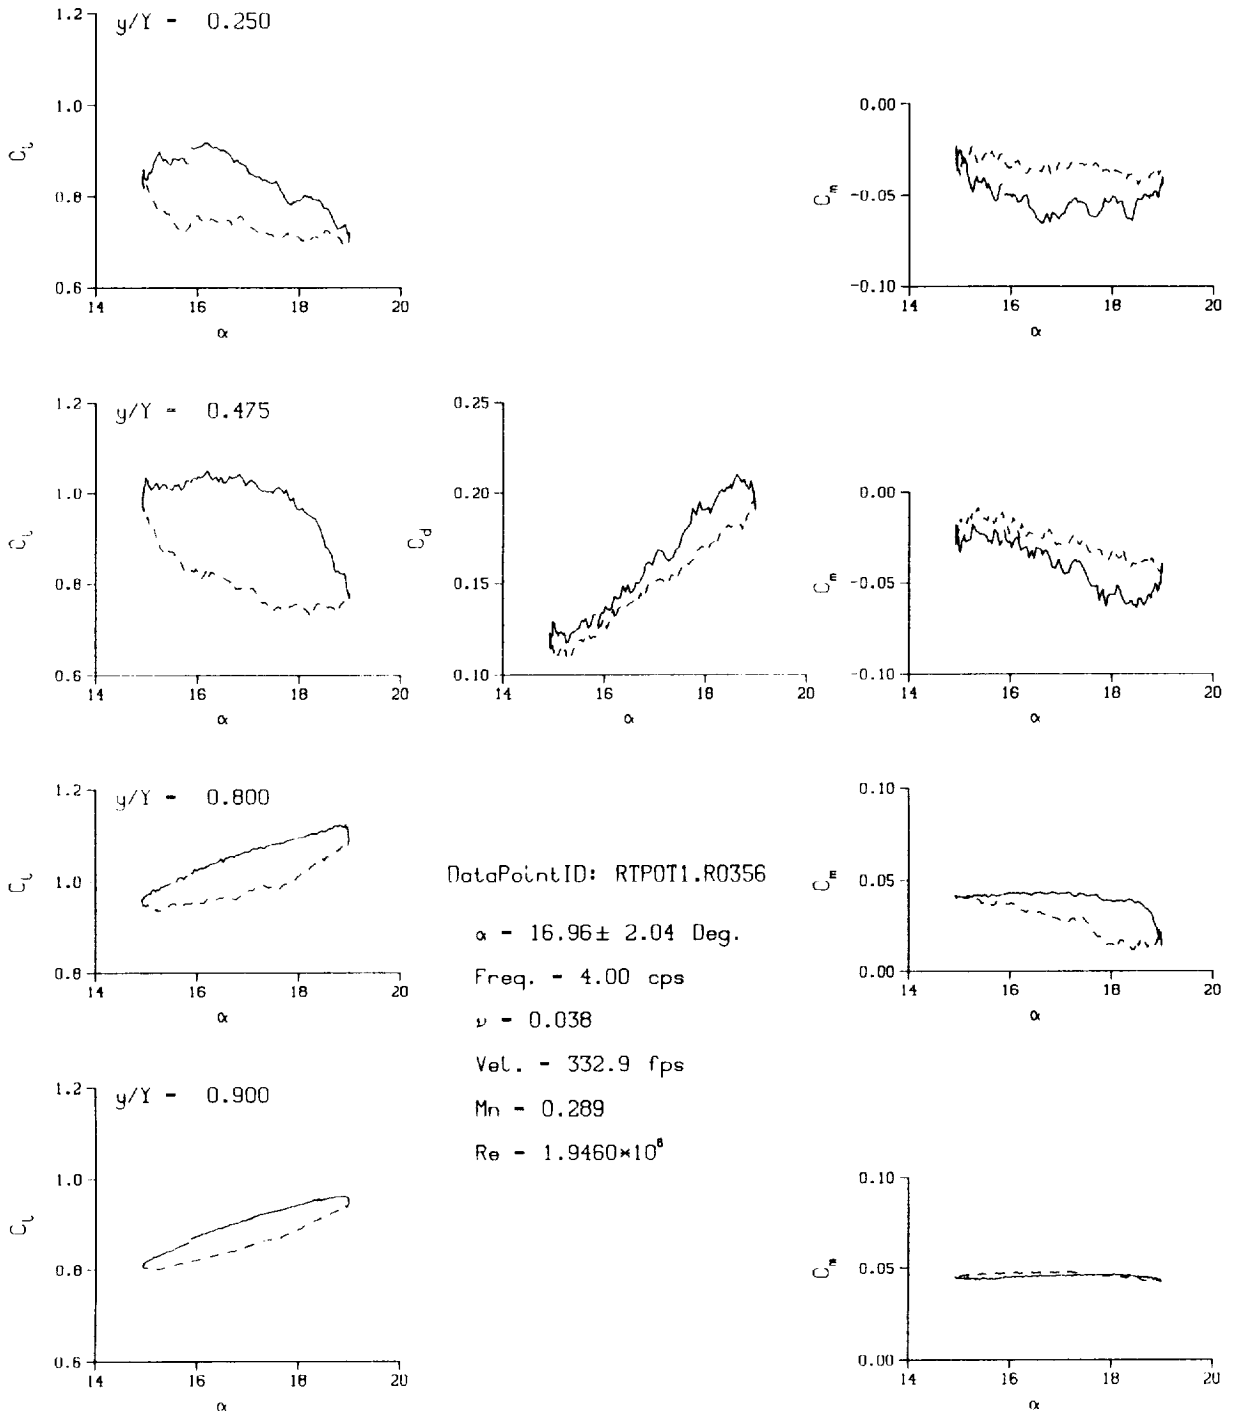 y/Y = 0.250
1.2
1.0
0.8
0.6
14 16 18 20
α
0.00
-0.05
-0.10
C_m
14 16 18 20
α
y/Y = 0.475
1.2
1.0
0.8
0.6
14 16 18 20
α
0.25
0.20
0.15
0.10
C_d
14 16 18 20
α
0.00
-0.05
-0.10
C_m
14 16 18 20
α
y/Y = 0.800
1.2
1.0
0.8
0.6
14 16 18 20
α
DataPointID: RTPOT1.R0356
α = 16.96± 2.04 Deg.
Freq. = 4.00 cps
ν = 0.038
Vel. = 332.9 fps
Mn = 0.289
Re = 1.9460×10⁶
0.10
0.05
0.00
C_m
14 16 18 20
α
y/Y = 0.900
1.2
1.0
0.8
0.6
14 16 18 20
α
0.10
0.05
0.00
C_m
14 16 18 20
α